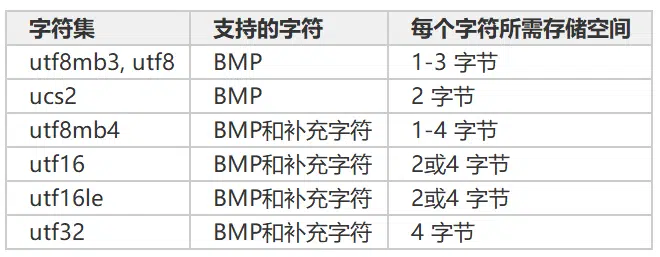 字符集 支持的字符 每个字符所需存储空间
utf8mb3, utf8 BMP 1-3 字节
ucs2 BMP 2 字节
utf8mb4 BMP和补充字符 1-4 字节
utf16 BMP和补充字符 2或4 字节
utf16le BMP和补充字符 2或4 字节
utf32 BMP和补充字符 4 字节